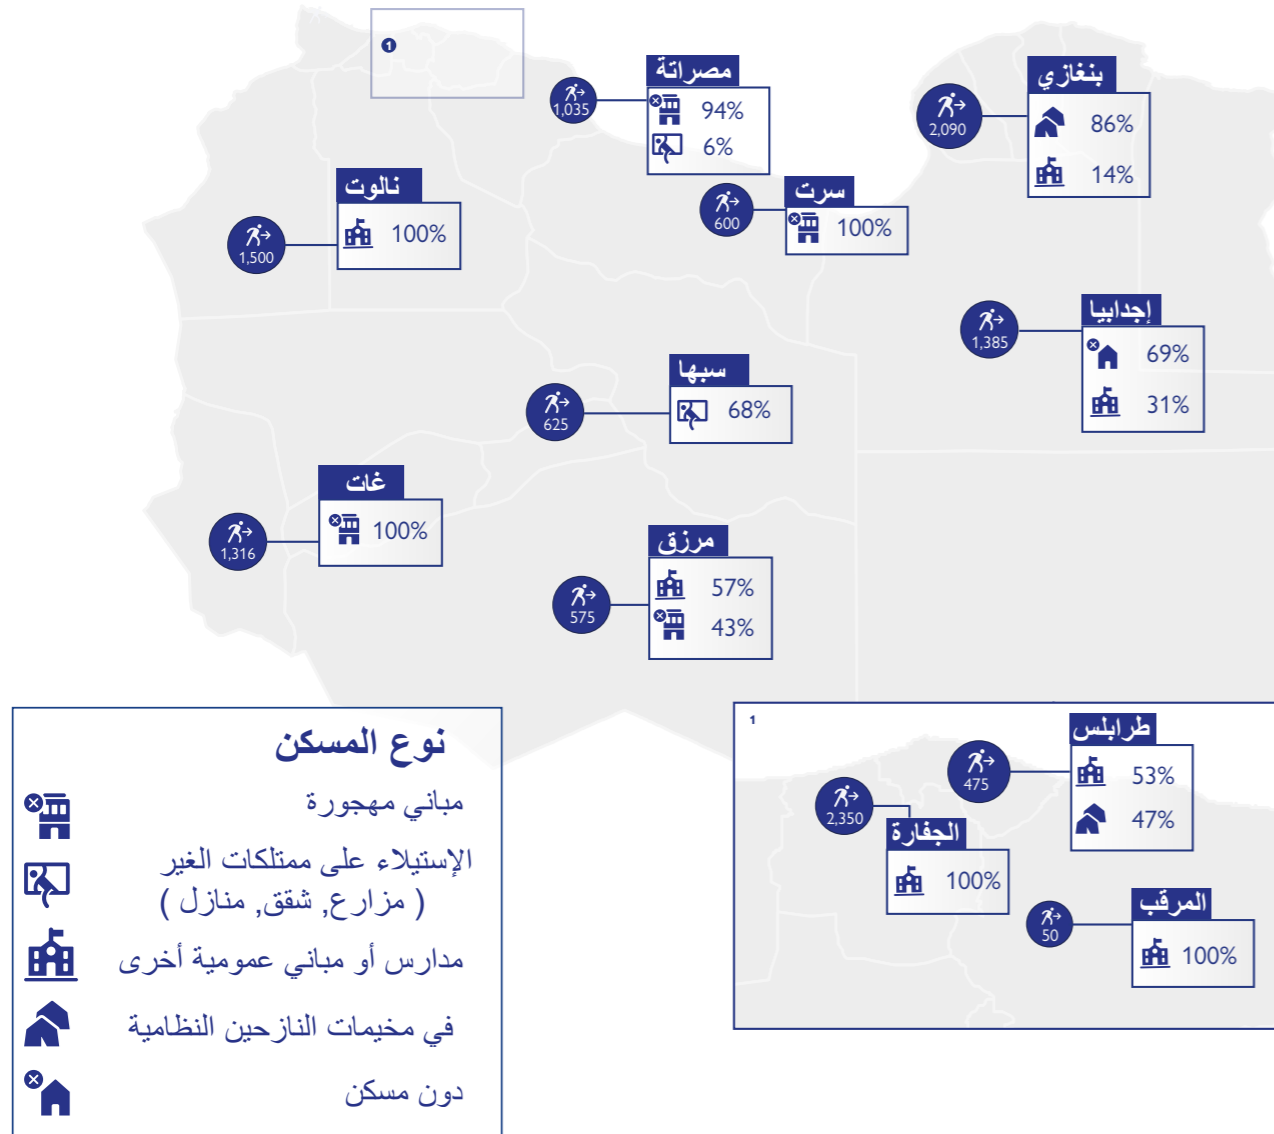 1
مصراتة
1,035
94%
6%
بنغازي
2,090
86%
14%
نالوت
1,500
100%
سرت
600
100%
إجدابيا
1,385
69%
31%
سبها
625
68%
غات
1,316
100%
مرزق
575
57%
43%
نوع المسكن
مباني مهجورة
الإستيلاء على ممتلكات الغير
( مزارع, شقق, منازل )
مدارس أو مباني عمومية أخرى
في مخيمات النازحين النظامية
دون مسكن
1
طرابلس
475
53%
47%
2,350
الجفارة
100%
المرقب
50
100%